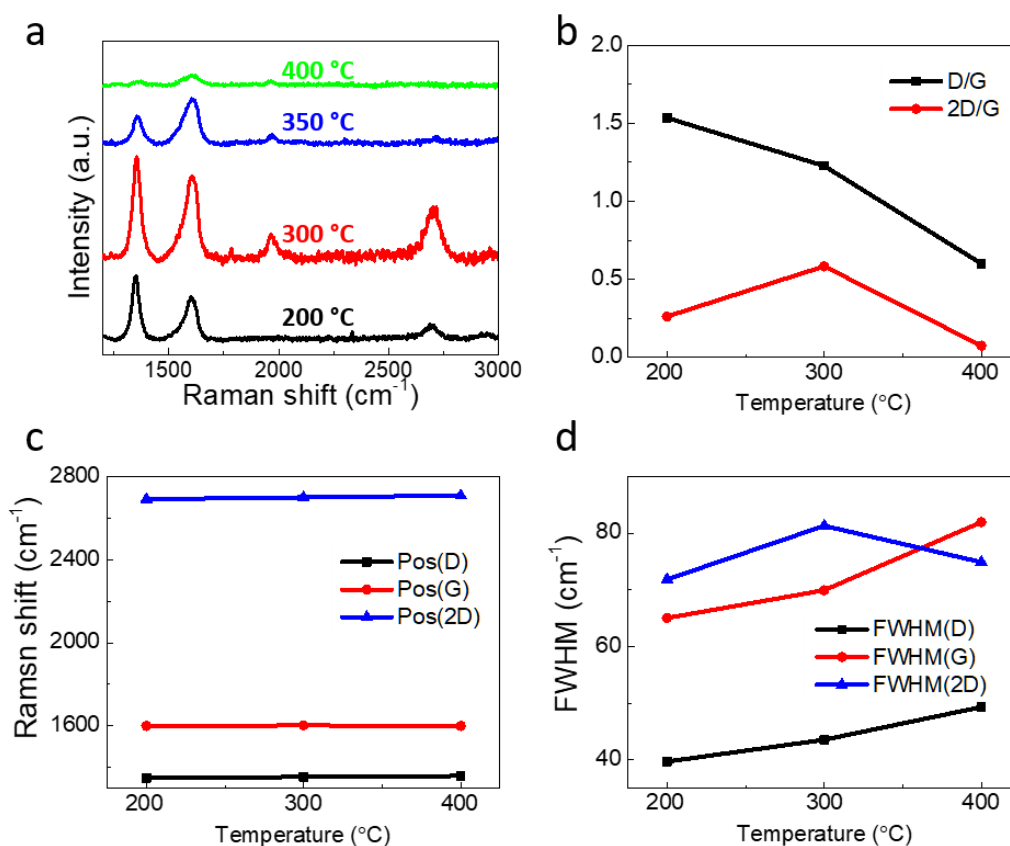 a
400 °C
350 °C
300 °C
200 °C
Intensity (a.u.)
1500 2000 2500 3000
Raman shift (cm⁻¹)
b
2.0
1.5
1.0
0.5
0.0
D/G
2D/G
200 300 400
Temperature (°C)
c
2800
2400
2000
1600
Ramsn shift (cm⁻¹)
Pos(D)
Pos(G)
Pos(2D)
200 300 400
Temperature (°C)
d
80
60
40
FWHM (cm⁻¹)
FWHM(D)
FWHM(G)
FWHM(2D)
200 300 400
Temperature (°C)